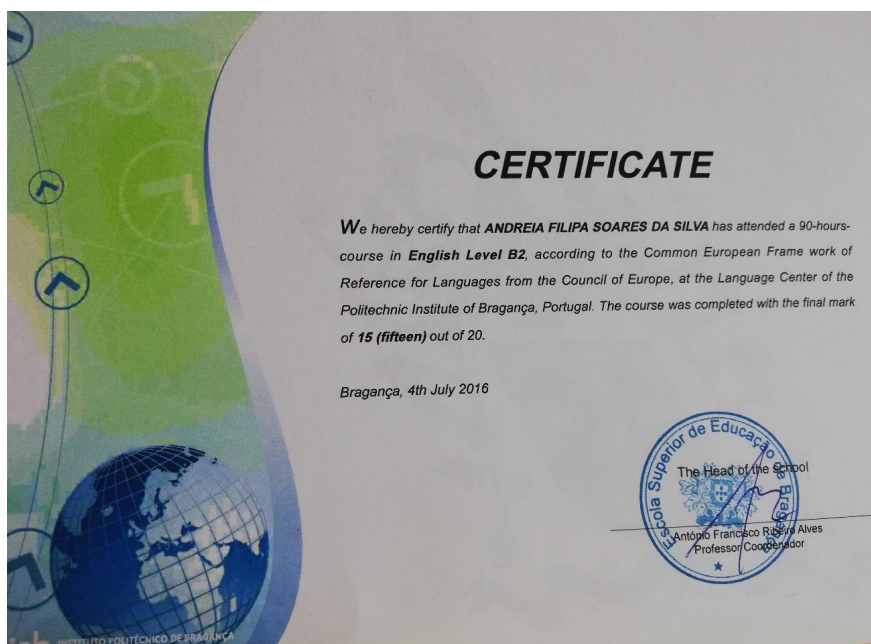 CERTIFICATE
We hereby certify that ANDREIA FILIPA SOARES DA SILVA has attended a 90-hours-
course in English Level B2, according to the Common European Frame work of
Reference for Languages from the Council of Europe, at the Language Center of the
Politechnic Institute of Bragança, Portugal. The course was completed with the final mark
of 15 (fifteen) out of 20.
Bragança, 4th July 2016
Escola Superior de Educação de Bragança
The Head of the school
António Francisco Ribeiro Alves
Professor Coordenador
INSTITUTO POLITÉCNICO DE BRAGANÇA